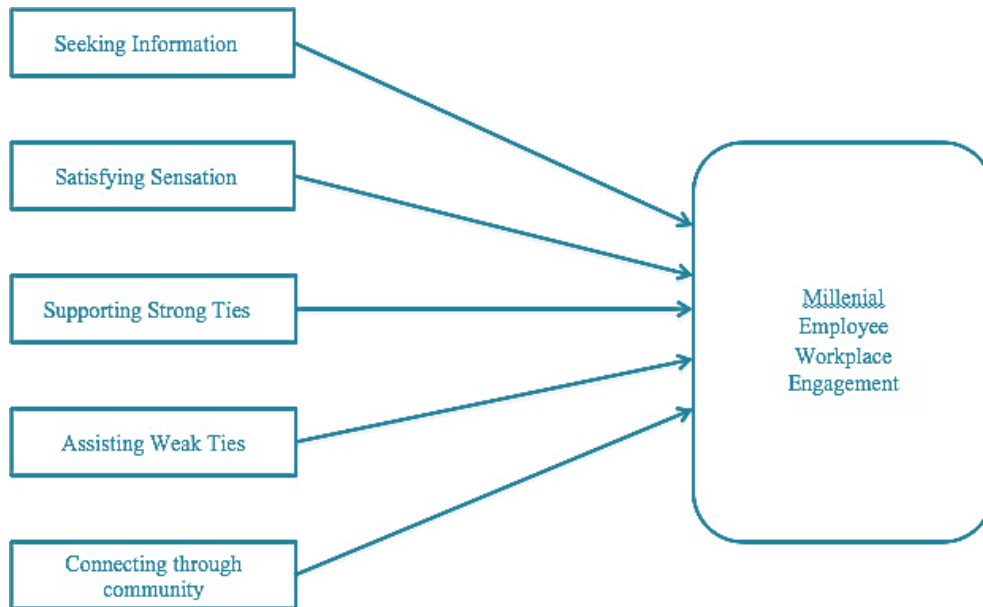 Seeking Information
Satisfying Sensation
Supporting Strong Ties
Assisting Weak Ties
Connecting through
community
Millenial
Employee
Workplace
Engagement